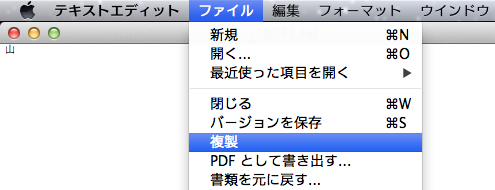 テキストエディット ファイル 編集 フォーマット ウインドウ
山
新規 ⌘N
開く... ⌘O
最近使った項目を開く ▶
閉じる ⌘W
バージョンを保存 ⌘S
複製
PDF として書き出す...
書類を元に戻す...